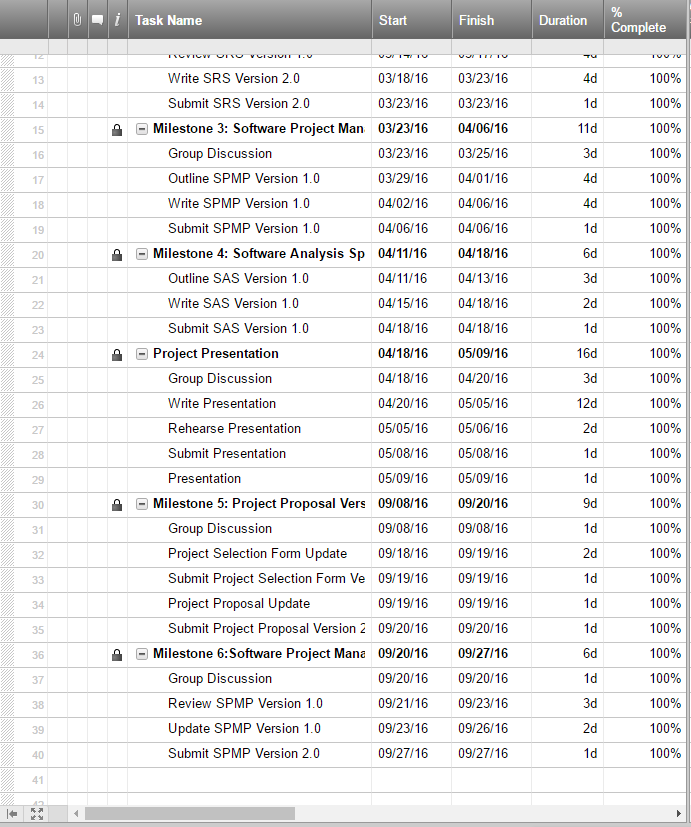 Task Name Start Finish Duration % Complete
12 Review SRS Version 1.0 03/14/16 03/17/16 4d 100%
13 Write SRS Version 2.0 03/18/16 03/23/16 4d 100%
14 Submit SRS Version 2.0 03/23/16 03/23/16 1d 100%
15 Milestone 3: Software Project Man 03/23/16 04/06/16 11d 100%
16 Group Discussion 03/23/16 03/25/16 3d 100%
17 Outline SPMP Version 1.0 03/29/16 04/01/16 4d 100%
18 Write SPMP Version 1.0 04/02/16 04/06/16 4d 100%
19 Submit SPMP Version 1.0 04/06/16 04/06/16 1d 100%
20 Milestone 4: Software Analysis Sp 04/11/16 04/18/16 6d 100%
21 Outline SAS Version 1.0 04/11/16 04/13/16 3d 100%
22 Write SAS Version 1.0 04/15/16 04/18/16 2d 100%
23 Submit SAS Version 1.0 04/18/16 04/18/16 1d 100%
24 Project Presentation 04/18/16 05/09/16 16d 100%
25 Group Discussion 04/18/16 04/20/16 3d 100%
26 Write Presentation 04/20/16 05/05/16 12d 100%
27 Rehearse Presentation 05/05/16 05/06/16 2d 100%
28 Submit Presentation 05/08/16 05/08/16 1d 100%
29 Presentation 05/09/16 05/09/16 1d 100%
30 Milestone 5: Project Proposal Vers 09/08/16 09/20/16 9d 100%
31 Group Discussion 09/08/16 09/08/16 1d 100%
32 Project Selection Form Update 09/18/16 09/19/16 2d 100%
33 Submit Project Selection Form Ve 09/19/16 09/19/16 1d 100%
34 Project Proposal Update 09/19/16 09/19/16 1d 100%
35 Submit Project Proposal Version 2 09/20/16 09/20/16 1d 100%
36 Milestone 6:Software Project Mana 09/20/16 09/27/16 6d 100%
37 Group Discussion 09/20/16 09/20/16 1d 100%
38 Review SPMP Version 1.0 09/21/16 09/23/16 3d 100%
39 Update SPMP Version 1.0 09/23/16 09/26/16 2d 100%
40 Submit SPMP Version 2.0 09/27/16 09/27/16 1d 100%
41
42